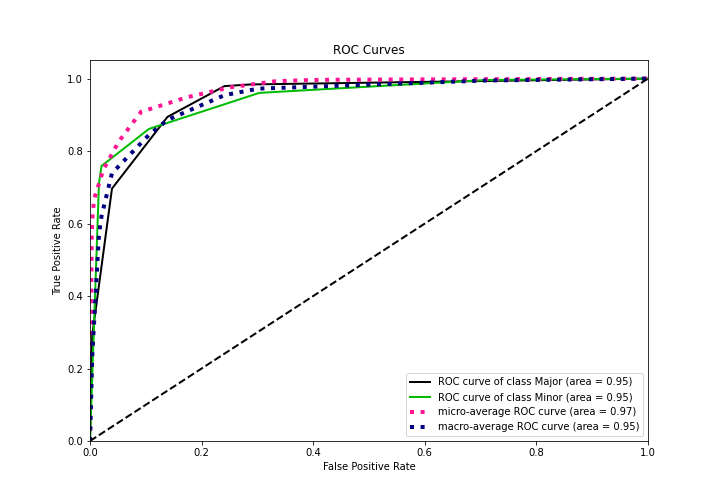 ROC Curves
1.0
0.8
0.6
0.4
0.2
0.0
True Positive Rate
ROC curve of class Major (area = 0.95)
ROC curve of class Minor (area = 0.95)
micro-average ROC curve (area = 0.97)
macro-average ROC curve (area = 0.95)
0.0 0.2 0.4 0.6 0.8 1.0
False Positive Rate